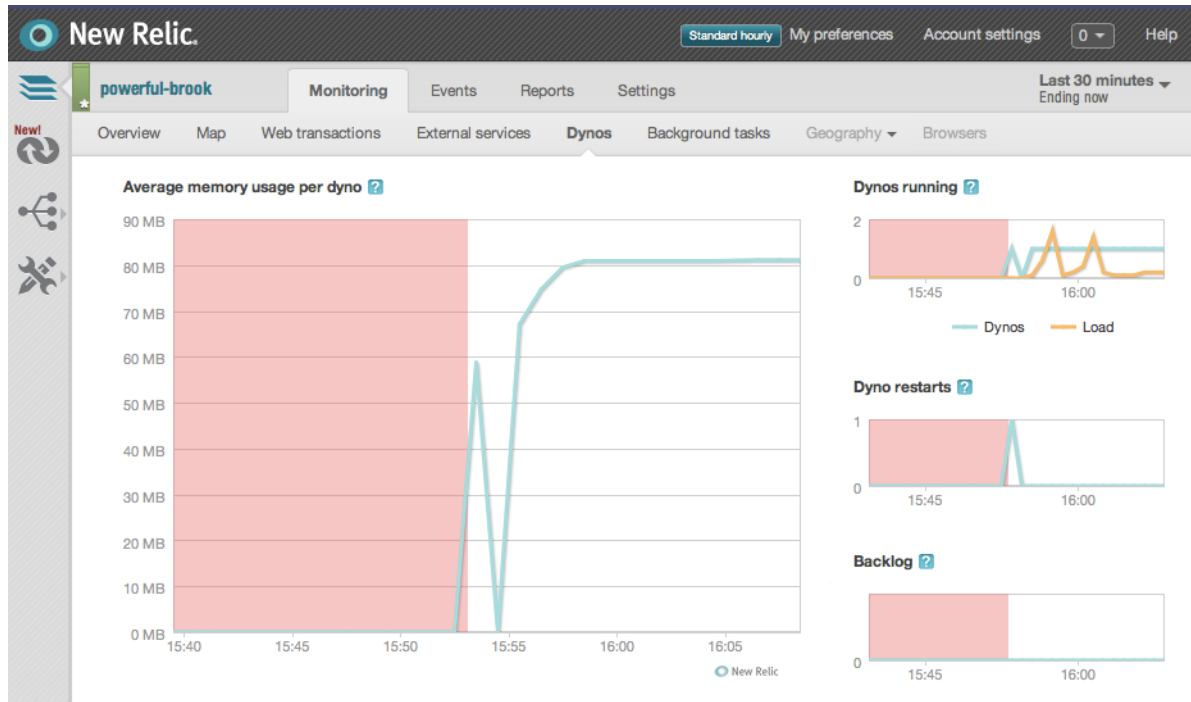 New Relic.
Standard hourly My preferences Account settings 0 Help
powerful-brook Monitoring Events Reports Settings Last 30 minutes
Ending now
New!
Overview Map Web transactions External services Dynos Background tasks Geography Browsers
Average memory usage per dyno ?
90 MB
80 MB
70 MB
60 MB
50 MB
40 MB
30 MB
20 MB
10 MB
0 MB
15:40 15:45 15:50 15:55 16:00 16:05
New Relic
Dynos running ?
2
0
15:45 16:00
Dynos Load
Dyno restarts ?
1
0
15:45 16:00
Backlog ?
0
15:45 16:00